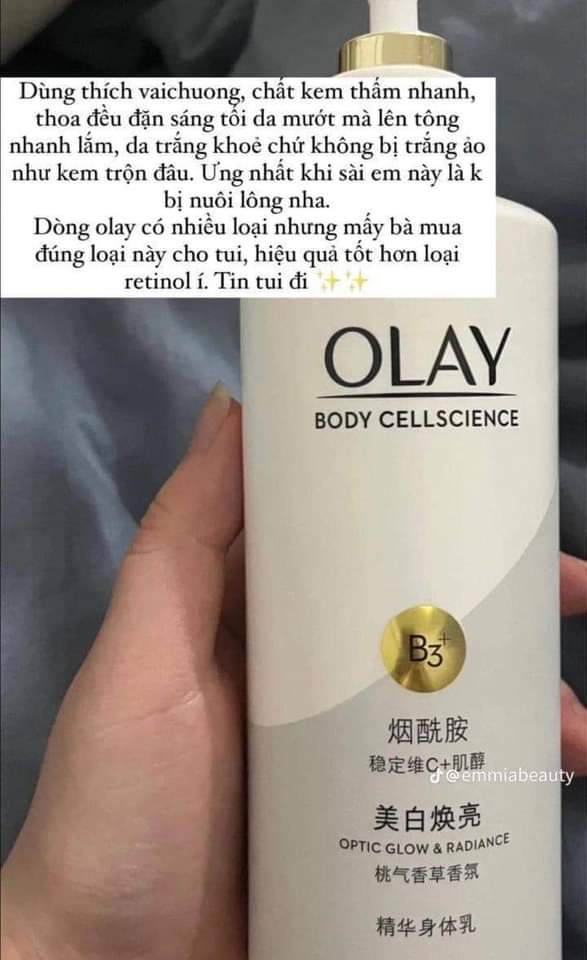 Dùng thích vaichuong, chất kem thấm nhanh,
thoa đều đặn sáng tối da mướt mà lên tông
nhanh lắm, da trắng khoẻ chứ không bị trắng ảo
như kem trộn đâu. Ưng nhất khi sài em này là k
bị nuôi lông nha.
Dòng olay có nhiều loại nhưng mấy bà mua
đúng loại này cho tui, hiệu quả tốt hơn loại
retinol í. Tin tui đi ✨✨
OLAY
BODY CELLSCIENCE
B3+
烟酰胺
稳定维C+肌醇
@emmiabeauty
美白焕亮
OPTIC GLOW & RADIANCE
桃气香草香氛
精华身体乳